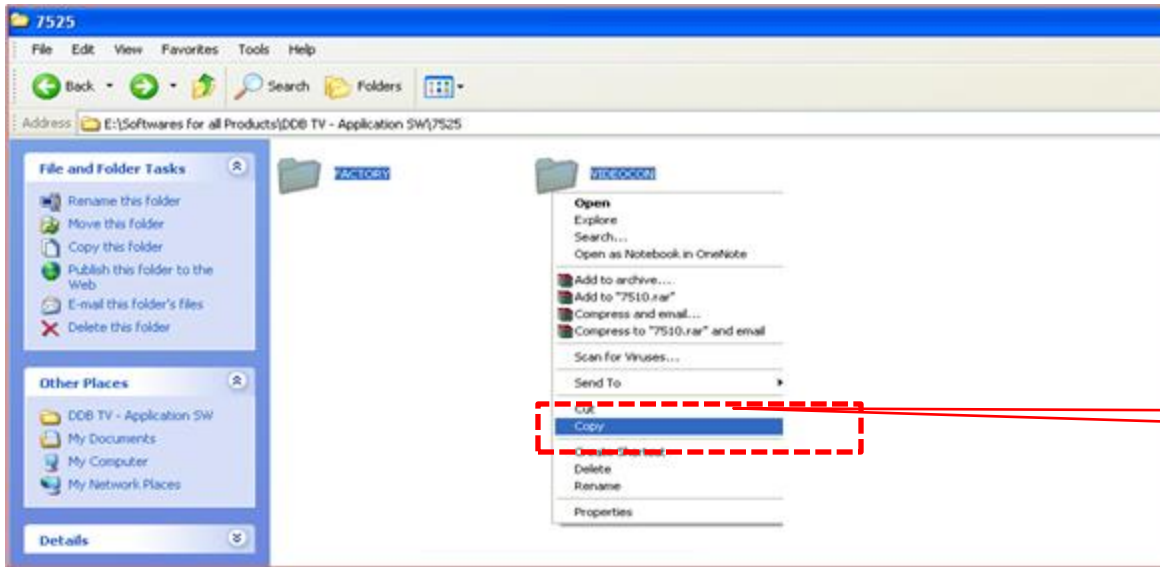 7525
File Edit View Favorites Tools Help
Back Search Folders
Address E:\Softwares for all Products\DDB TV - Application SW\7525
File and Folder Tasks
Rename this folder
Move this folder
Copy this folder
Publish this folder to the
Web
E-mail this folder's files
Delete this folder
Other Places
DDB TV - Application SW
My Documents
My Computer
My Network Places
Details
FACTORY
VIDEOCON
Open
Explore
Search...
Open as Notebook in OneNote
Add to archive....
Add to "7510.rar"
Compress and email...
Compress to "7510.rar" and email
Scan for Viruses...
Send To
Cut
Copy
Create Shortcut
Delete
Rename
Properties